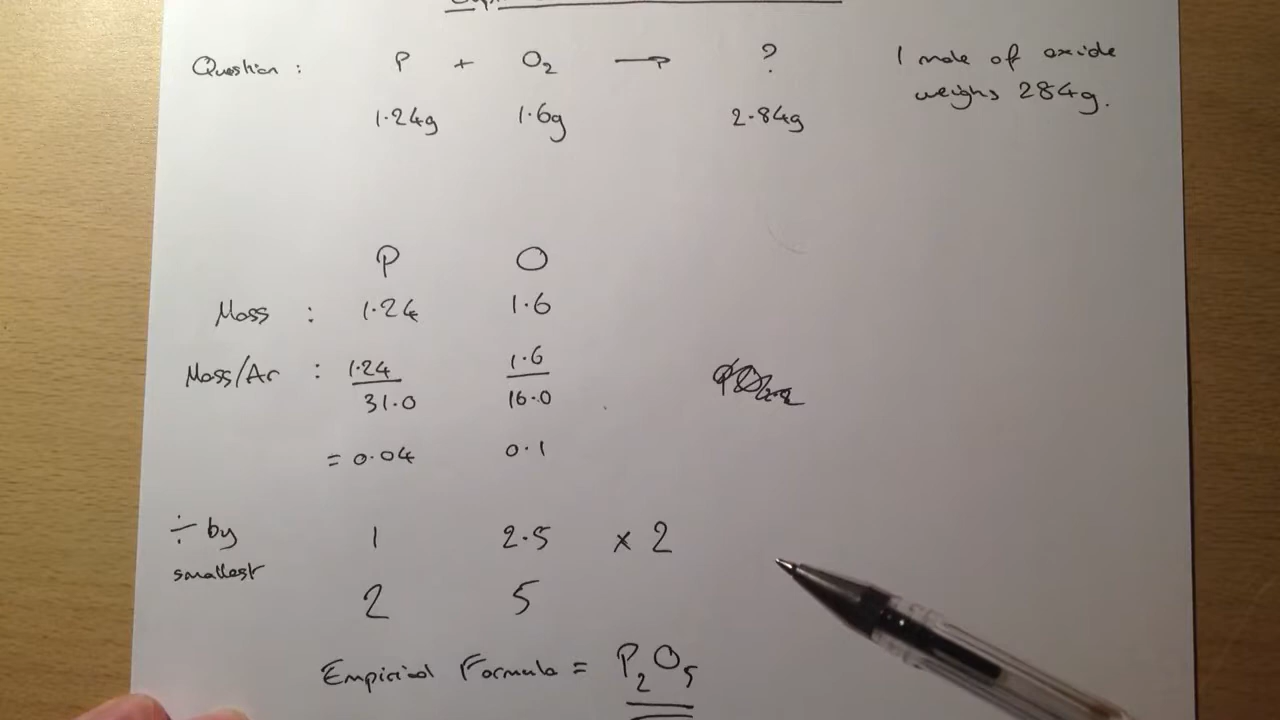 Question : P + O2 → ? 1 mole of oxide
weighs 284g.
1.24g 1.6g 2.84g
P O
Mass : 1.24 1.6
Mass/Ar : 1.24/31.0 1.6/16.0
= 0.04 0.1
÷ by 1 2.5 x 2
smallest
2 5
Empirical Formula = P2O5